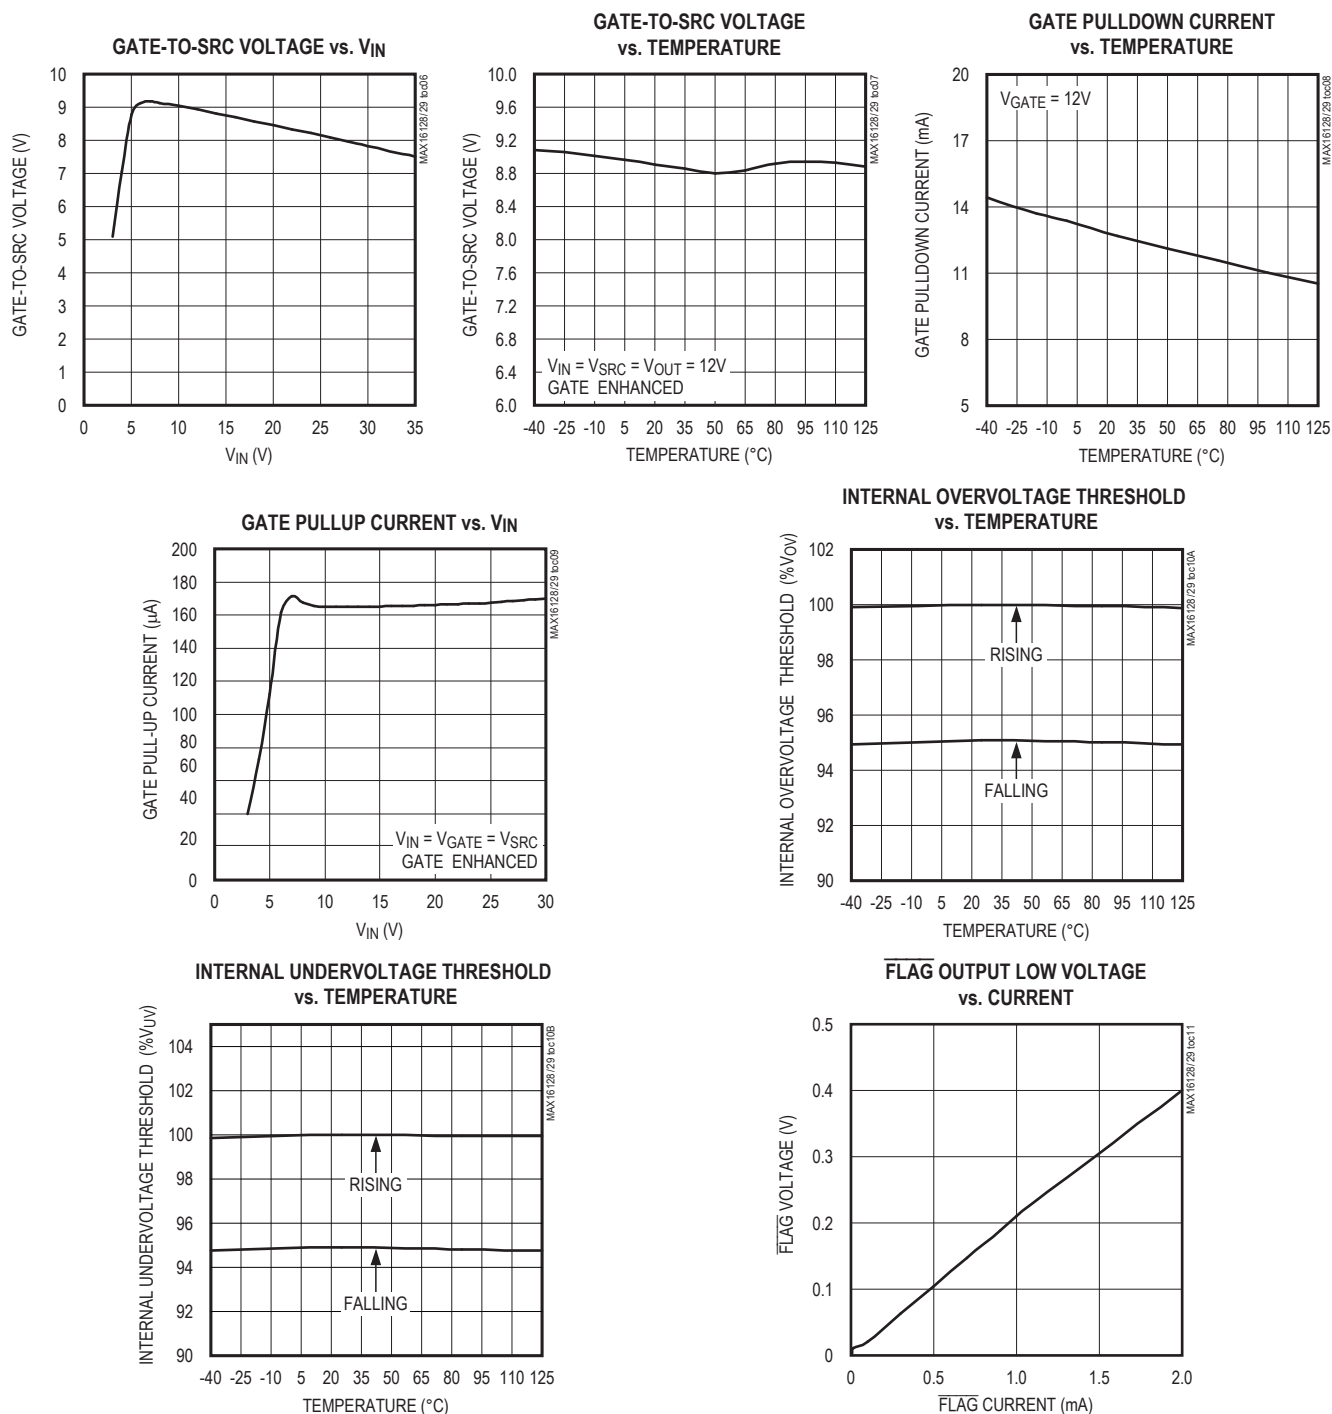 GATE-TO-SRC VOLTAGE vs. VIN
10
9
8
7
6
5
4
3
2
1
0
GATE-TO-SRC VOLTAGE (V)
0 5 10 15 20 25 30 35
VIN (V)
MAX16128/29 toc06
GATE-TO-SRC VOLTAGE
vs. TEMPERATURE
10.0
9.6
9.2
8.8
8.4
8.0
7.6
7.2
6.8
6.4
6.0
GATE-TO-SRC VOLTAGE (V)
VIN = VSRC = VOUT = 12V
GATE ENHANCED
-40 -25 -10 5 20 35 50 65 80 95 110 125
TEMPERATURE (°C)
MAX16128/29 toc07
GATE PULLDOWN CURRENT
vs. TEMPERATURE
20
17
14
11
8
5
GATE PULLDOWN CURRENT (mA)
VGATE = 12V
-40 -25 -10 5 20 35 50 65 80 95 110 125
TEMPERATURE (°C)
MAX16128/29 toc08
GATE PULLUP CURRENT vs. VIN
200
180
160
140
120
100
80
60
40
20
0
GATE PULL-UP CURRENT (µA)
VIN = VGATE = VSRC
GATE ENHANCED
0 5 10 15 20 25 30
VIN (V)
MAX16128/29 toc09
INTERNAL OVERVOLTAGE THRESHOLD
vs. TEMPERATURE
102
100
98
96
94
92
90
INTERNAL OVERVOLTAGE THRESHOLD (%VOV)
RISING
FALLING
-40 -25 -10 5 20 35 50 65 80 95 110 125
TEMPERATURE (°C)
MAX16128/29 toc10A
INTERNAL UNDERVOLTAGE THRESHOLD
vs. TEMPERATURE
104
102
100
98
96
94
92
90
INTERNAL UNDERVOLTAGE THRESHOLD (%VUV)
RISING
FALLING
-40 -25 -10 5 20 35 50 65 80 95 110 125
TEMPERATURE (°C)
MAX16128/29 toc10B
FLAG OUTPUT LOW VOLTAGE
vs. CURRENT
0.5
0.4
0.3
0.2
0.1
0
FLAG VOLTAGE (V)
0 0.5 1.0 1.5 2.0
FLAG CURRENT (mA)
MAX16128/29 toc11